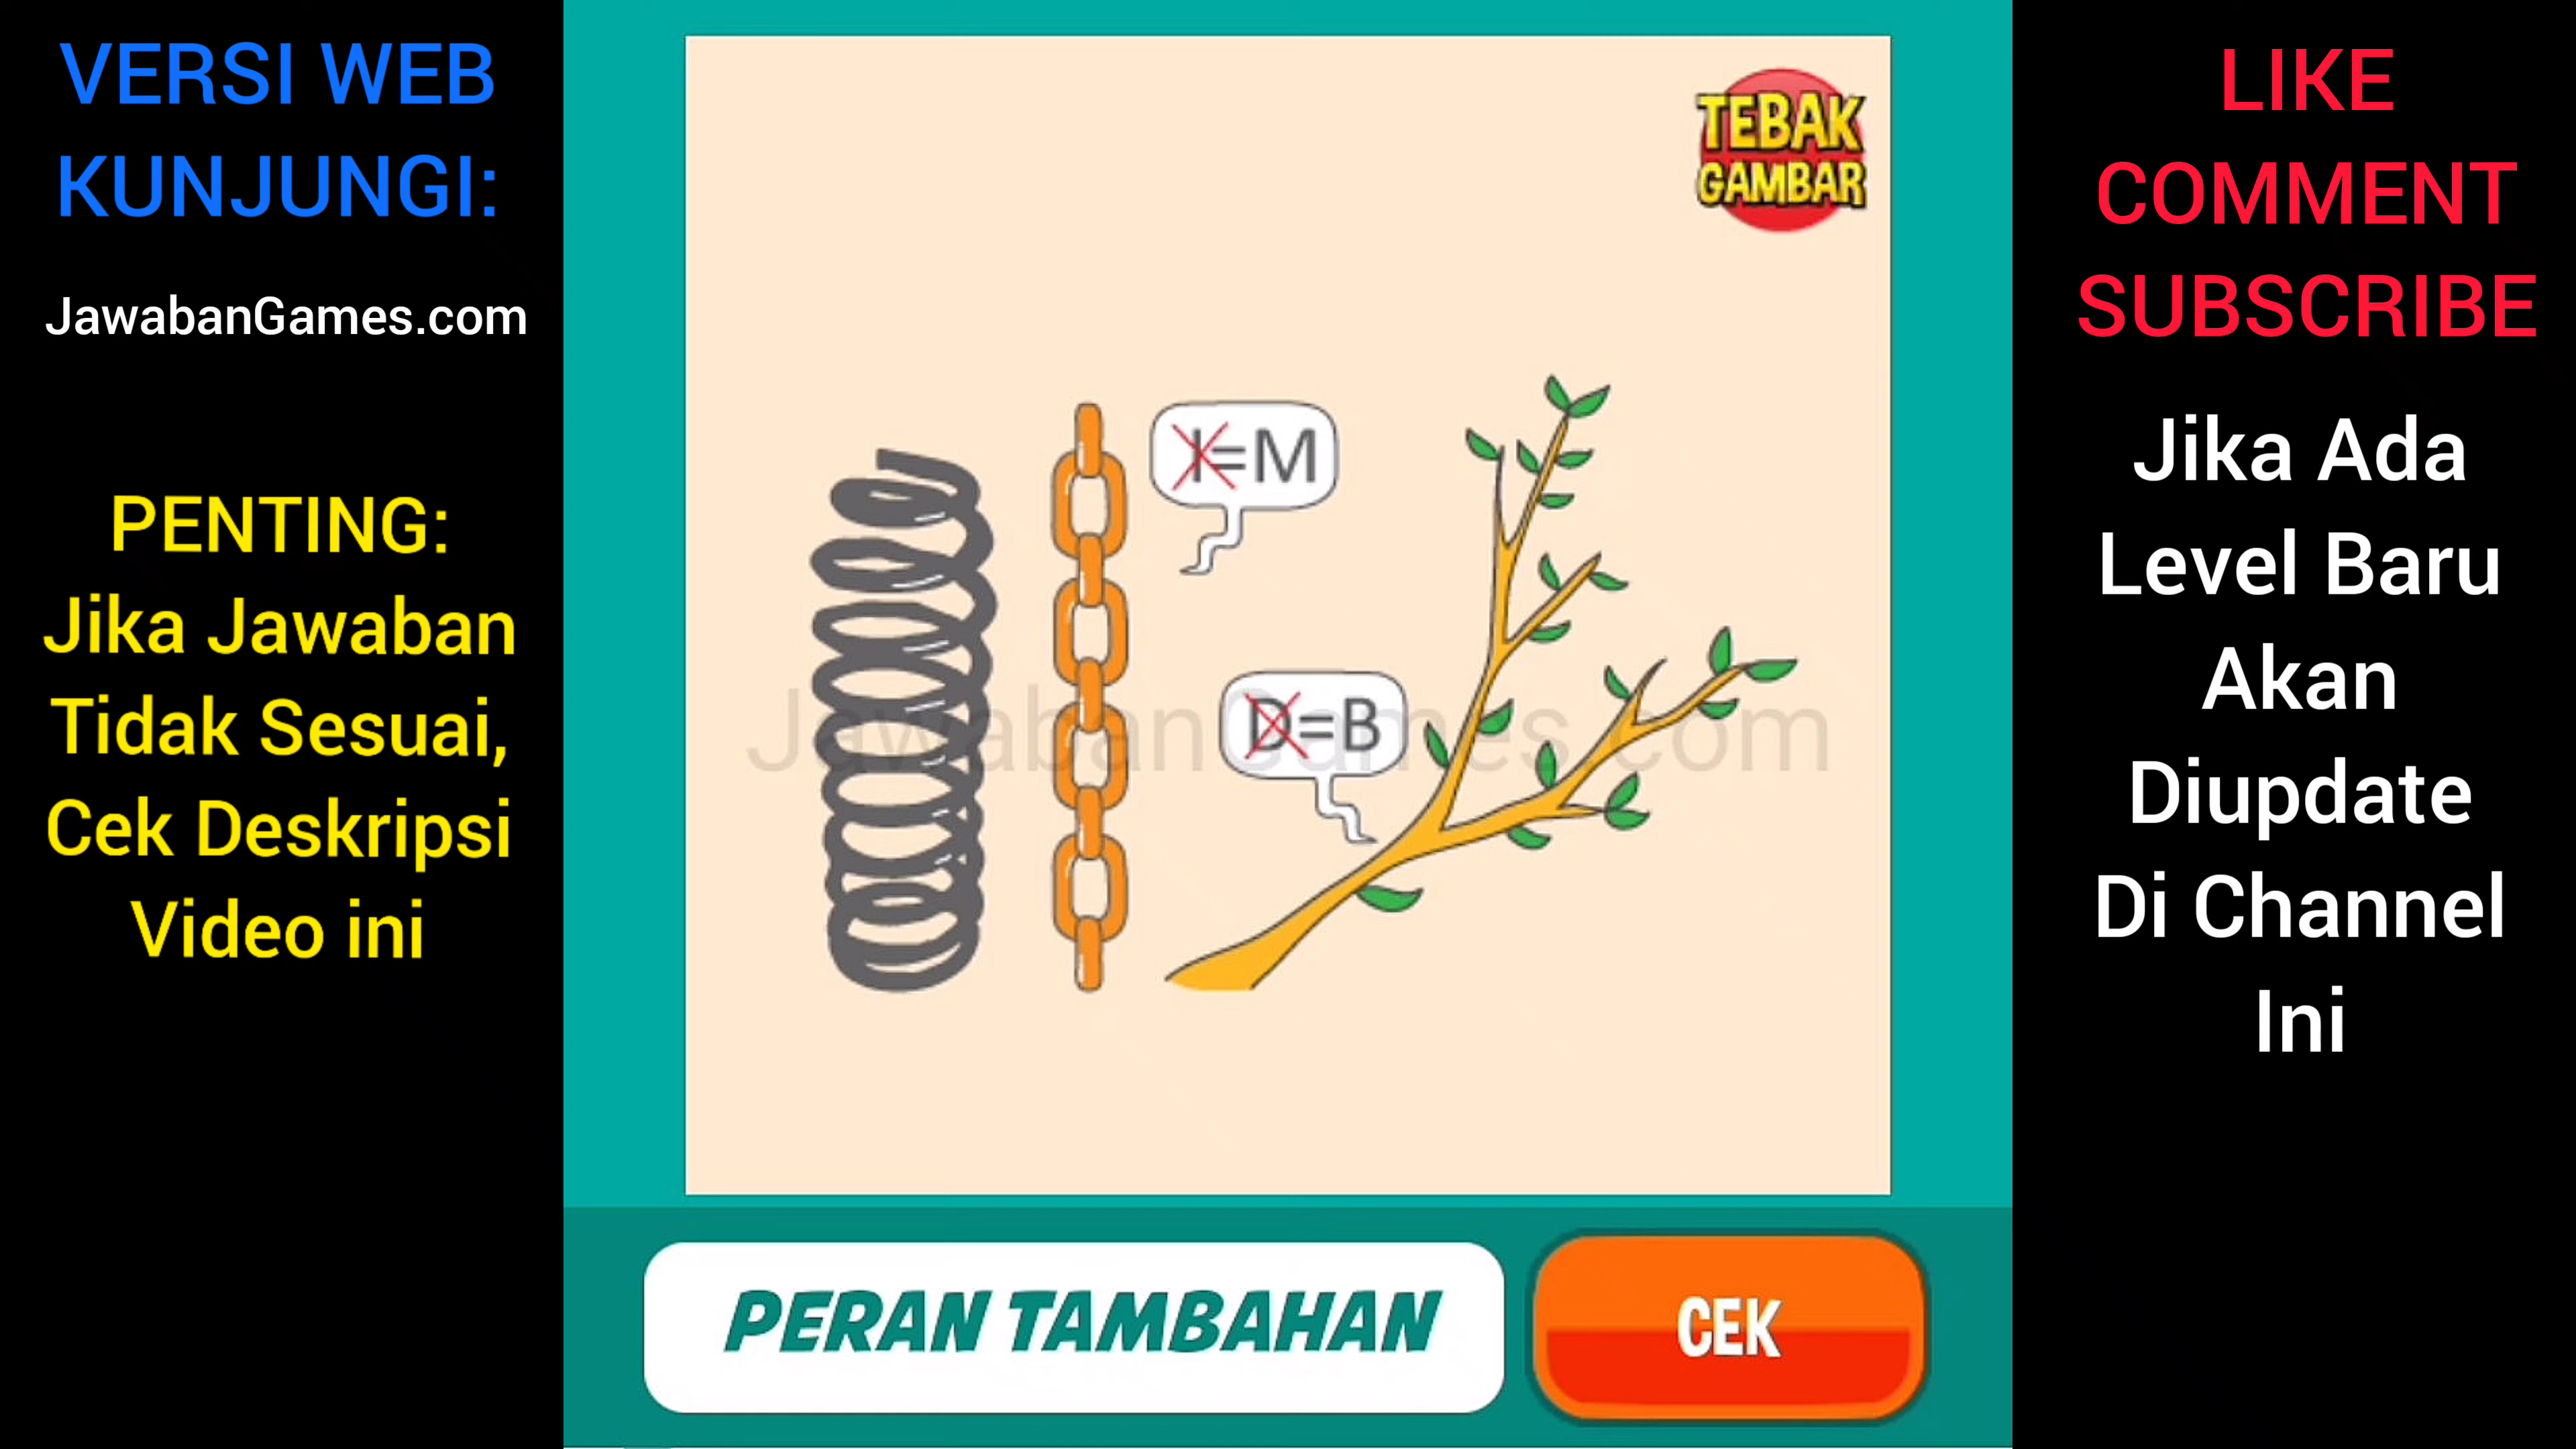 VERSI WEB
KUNJUNGI:
JawabanGames.com
PENTING:
Jika Jawaban
Tidak Sesuai,
Cek Deskripsi
Video ini
TEBAK
GAMBAR
I=M
D=B
JawabanGames.com
PERAN TAMBAHAN
CEK
LIKE
COMMENT
SUBSCRIBE
Jika Ada
Level Baru
Akan
Diupdate
Di Channel
Ini